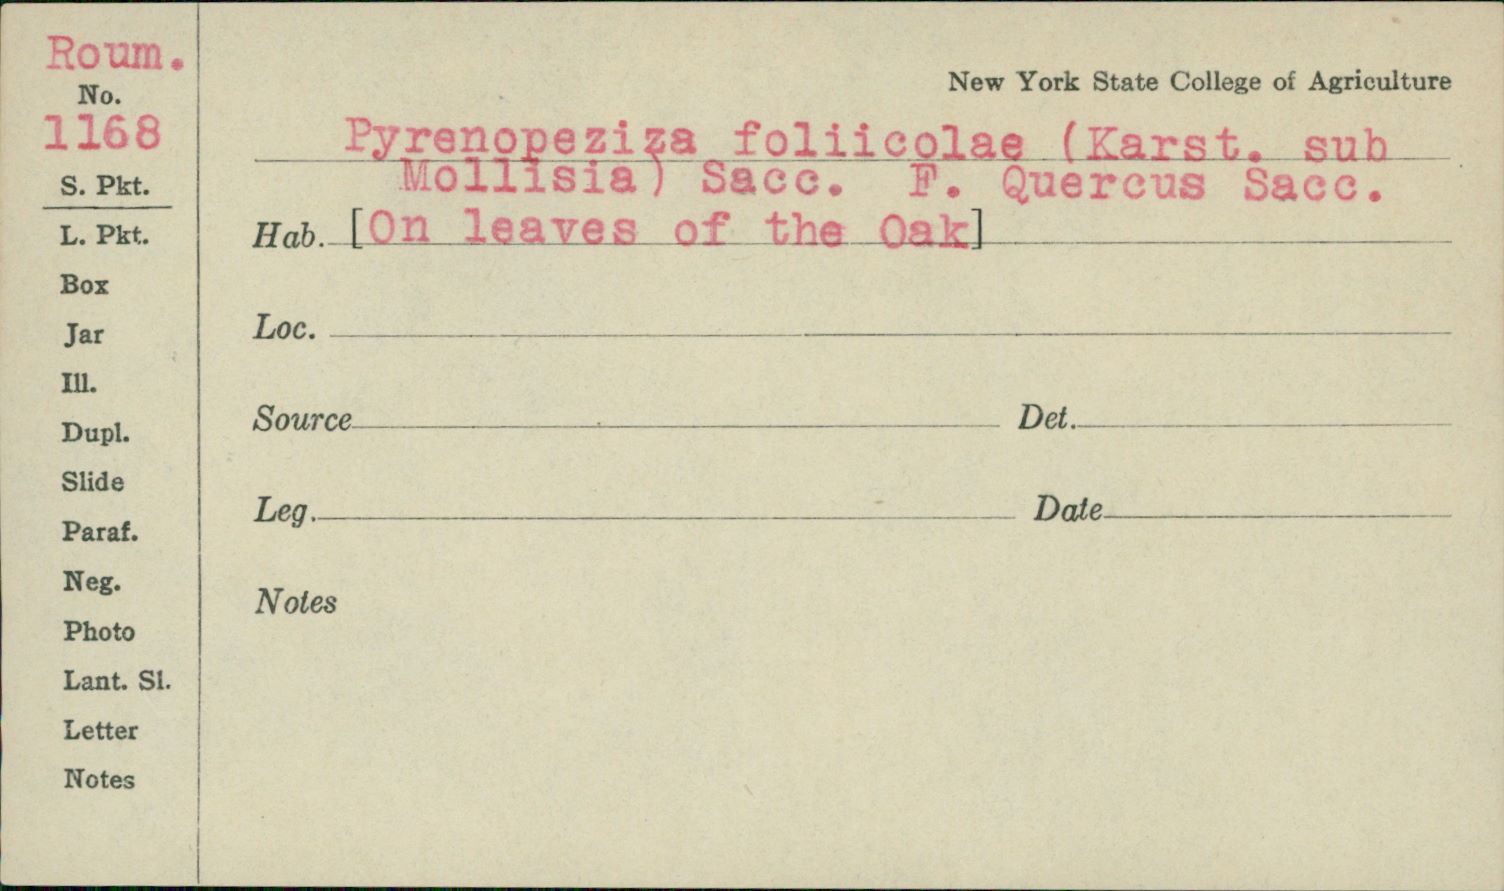 Roum.
No.
1168
S. Pkt.
L. Pkt.
Box
Jar
Ill.
Dupl.
Slide
Paraf.
Neg.
Photo
Lant. Sl.
Letter
Notes
New York State College of Agriculture
Pyrenopeziza foliicolae (Karst. sub
Mollisia) Sacc. F. Quercus Sacc.
Hab. [On leaves of the Oak]
Loc.
Source Det.
Leg. Date
Notes